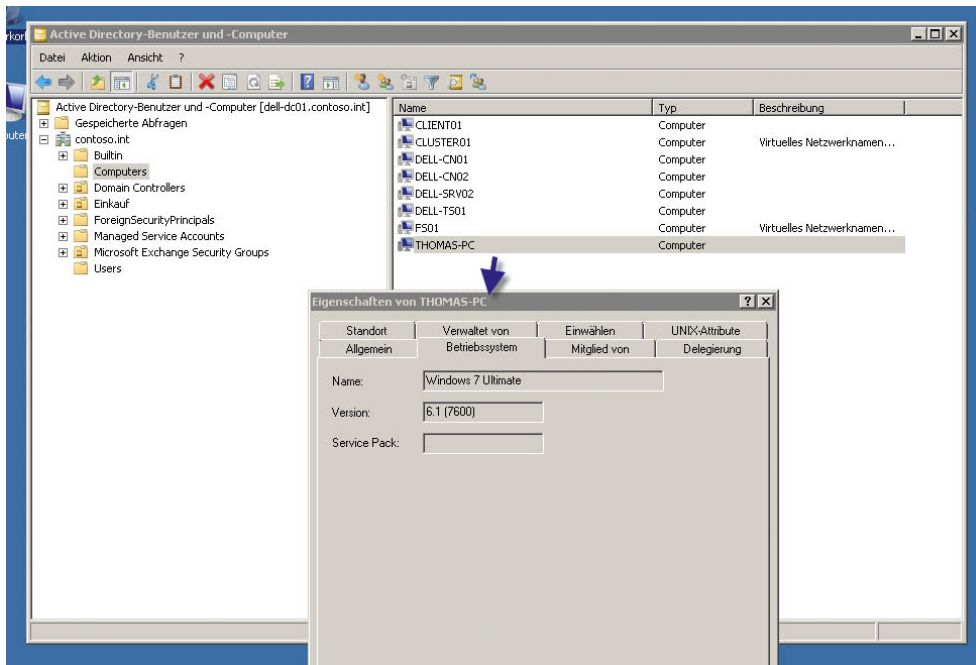 Active Directory-Benutzer und -Computer
Datei Aktion Ansicht ?
Active Directory-Benutzer und -Computer [dell-dc01.contoso.int]
Gespeicherte Abfragen
contoso.int
Builtin
Computers
Domain Controllers
Einkauf
ForeignSecurityPrincipals
Managed Service Accounts
Microsoft Exchange Security Groups
Users
Name Typ Beschreibung
CLIENT01 Computer
CLUSTER01 Computer Virtuelles Netzwerknamen...
DELL-CN01 Computer
DELL-CN02 Computer
DELL-SRV02 Computer
DELL-TS01 Computer
FS01 Computer Virtuelles Netzwerknamen...
THOMAS-PC Computer
Eigenschaften von THOMAS-PC
Standort Verwaltet von Einwählen UNIX-Attribute
Allgemein Betriebssystem Mitglied von Delegierung
Name: Windows 7 Ultimate
Version: 6.1 (7600)
Service Pack: